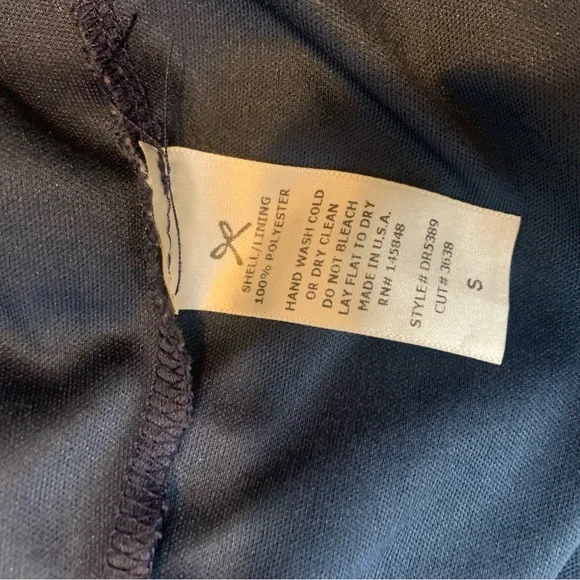 SHELL/LINING
100% POLYESTER
HAND WASH COLD
OR DRY CLEAN
DO NOT BLEACH
LAY FLAT TO DRY
MADE IN U.S.A.
RN# 145848
STYLE# DR5389
CUT# 3638
S